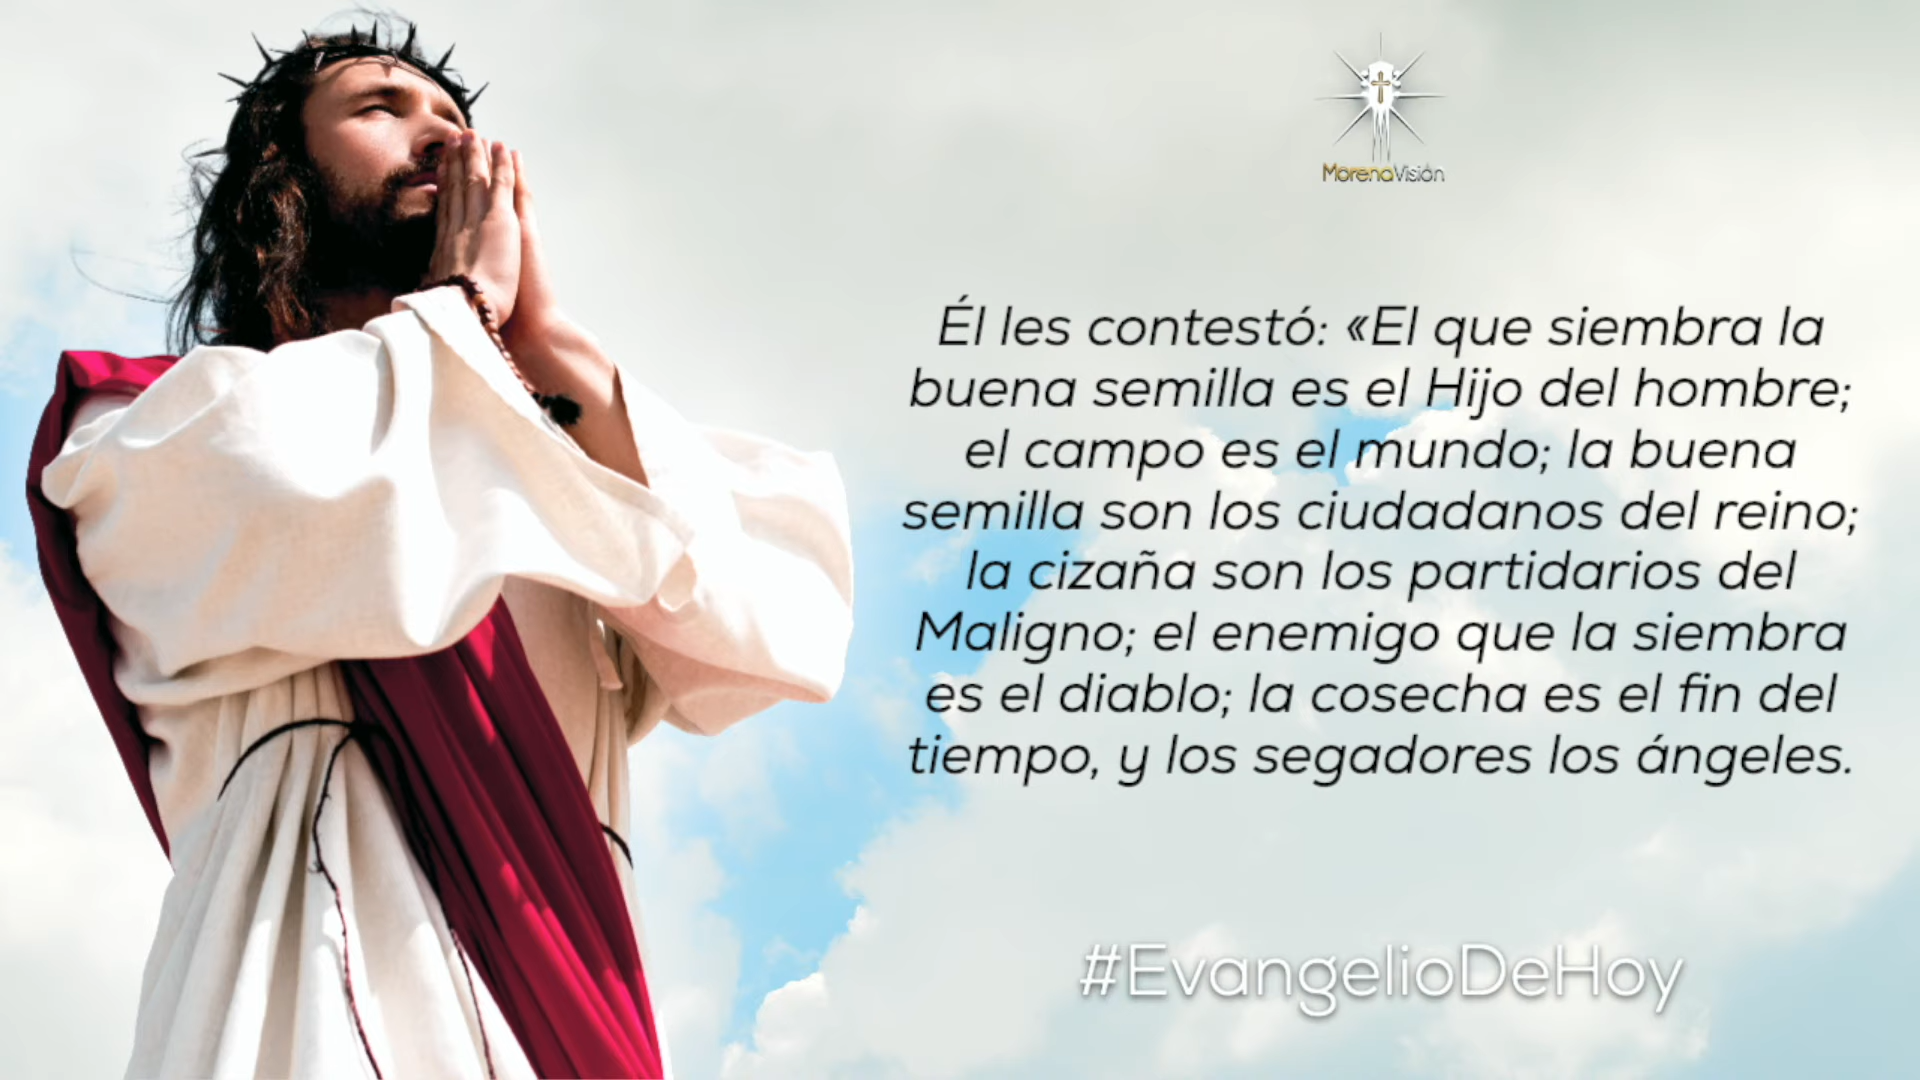 MorenaVisión
Él les contestó: «El que siembra la
buena semilla es el Hijo del hombre;
el campo es el mundo; la buena
semilla son los ciudadanos del reino;
la cizaña son los partidarios del
Maligno; el enemigo que la siembra
es el diablo; la cosecha es el fin del
tiempo, y los segadores los ángeles.
#EvangelioDeHoy